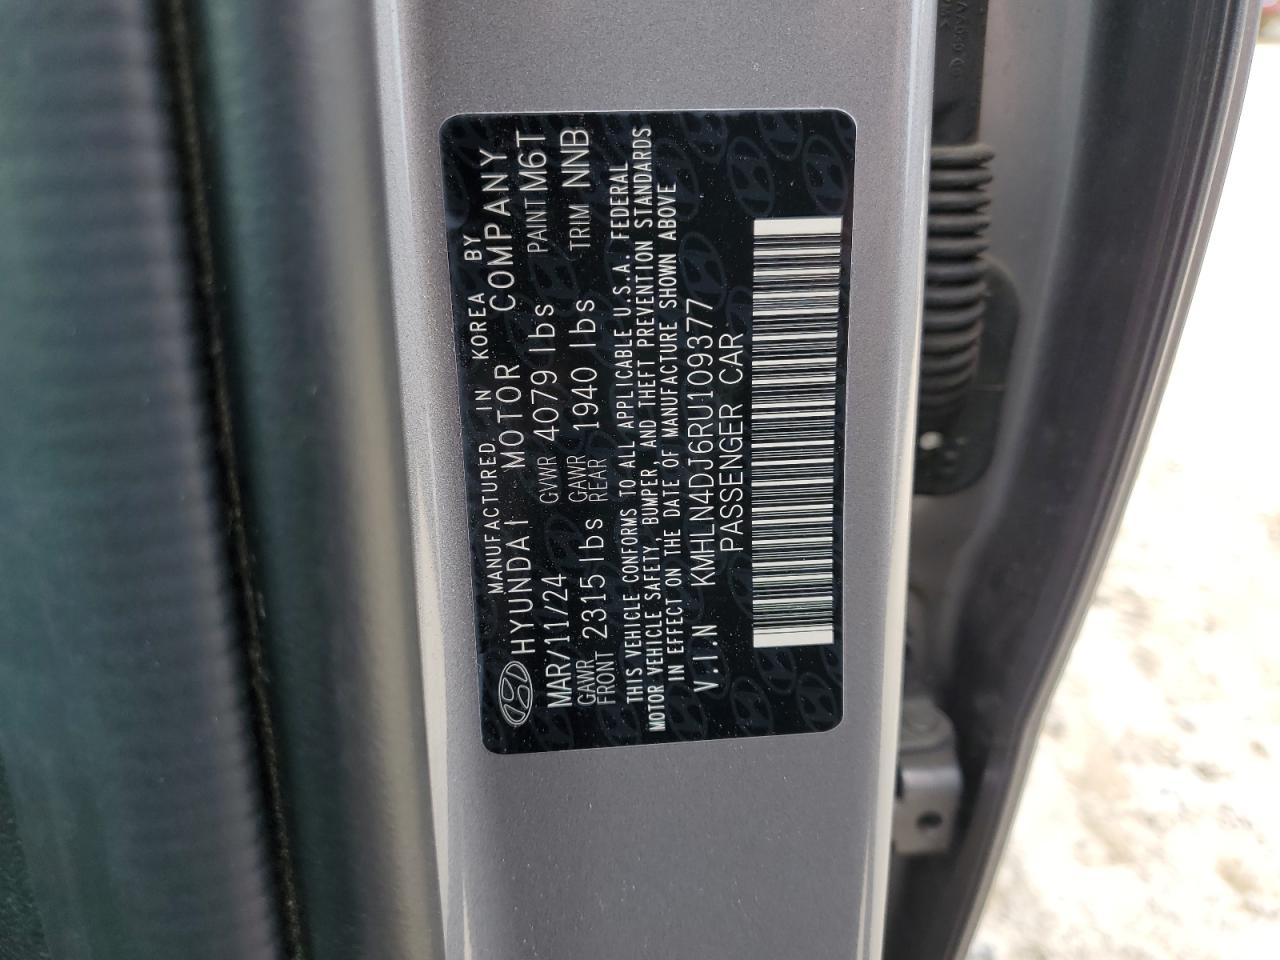 MANUFACTURED IN KOREA BY
HYUNDAI MOTOR COMPANY
MAR/11/24 GVWR 4079 lbs PAINT M6T
GAWR FRONT 2315 lbs GAWR REAR 1940 lbs TRIM NNB
THIS VEHICLE CONFORMS TO ALL APPLICABLE U.S.A. FEDERAL
MOTOR VEHICLE SAFETY, BUMPER, AND THEFT PREVENTION STANDARDS
IN EFFECT ON THE DATE OF MANUFACTURE SHOWN ABOVE
V.I.N KMHLN4DJ6RU109377
PASSENGER CAR